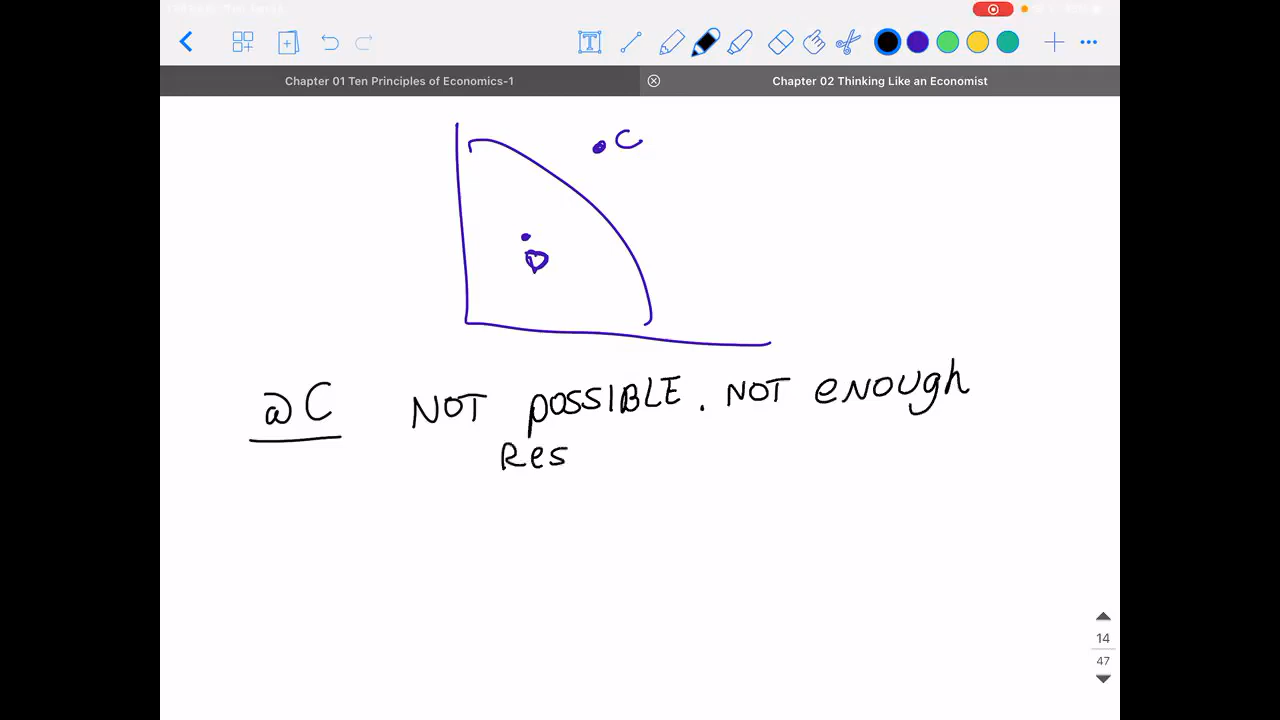 Chapter 01 Ten Principles of Economics-1
Chapter 02 Thinking Like an Economist
C
@C NOT POSSIBLE. NOT ENOUGH
Res
14
47